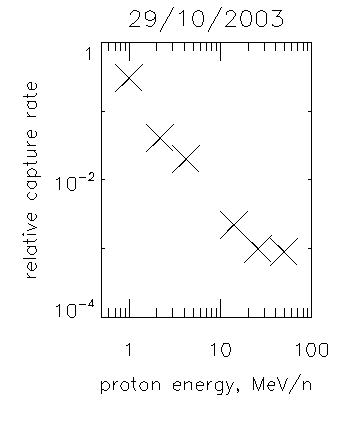 29/10/2003
1
relative capture rate
10⁻²
10⁻⁴
1 10 100
proton energy, MeV/n